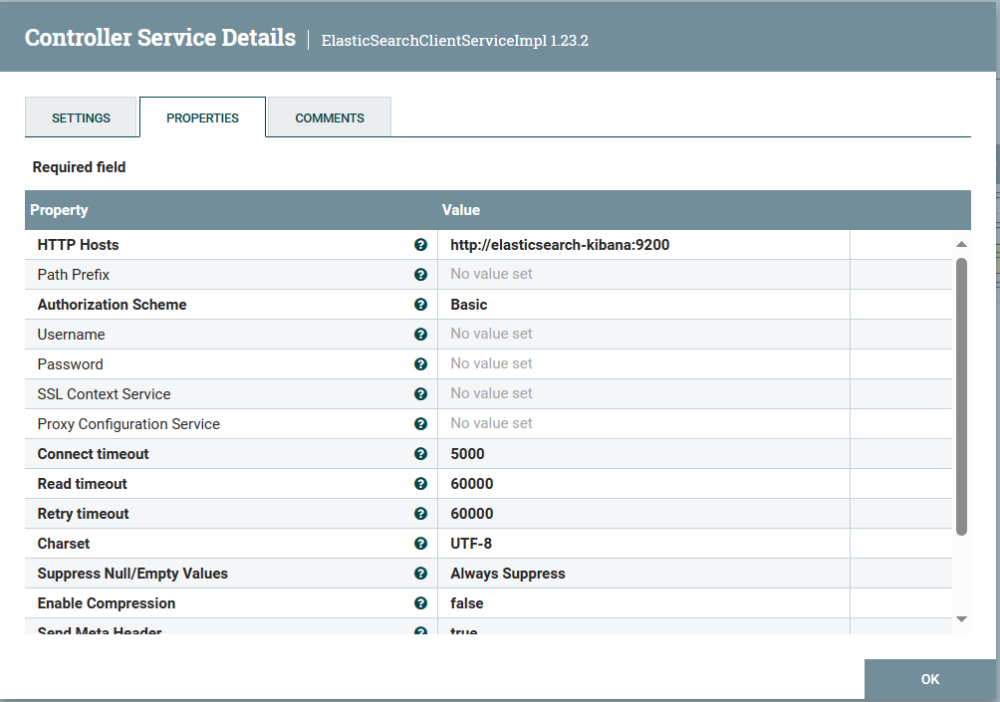 Controller Service Details | ElasticSearchClientServiceImpl 1.23.2
SETTINGS PROPERTIES COMMENTS
Required field
Property Value
HTTP Hosts http://elasticsearch-kibana:9200
Path Prefix No value set
Authorization Scheme Basic
Username No value set
Password No value set
SSL Context Service No value set
Proxy Configuration Service No value set
Connect timeout 5000
Read timeout 60000
Retry timeout 60000
Charset UTF-8
Suppress Null/Empty Values Always Suppress
Enable Compression false
Send Meta Header true
OK